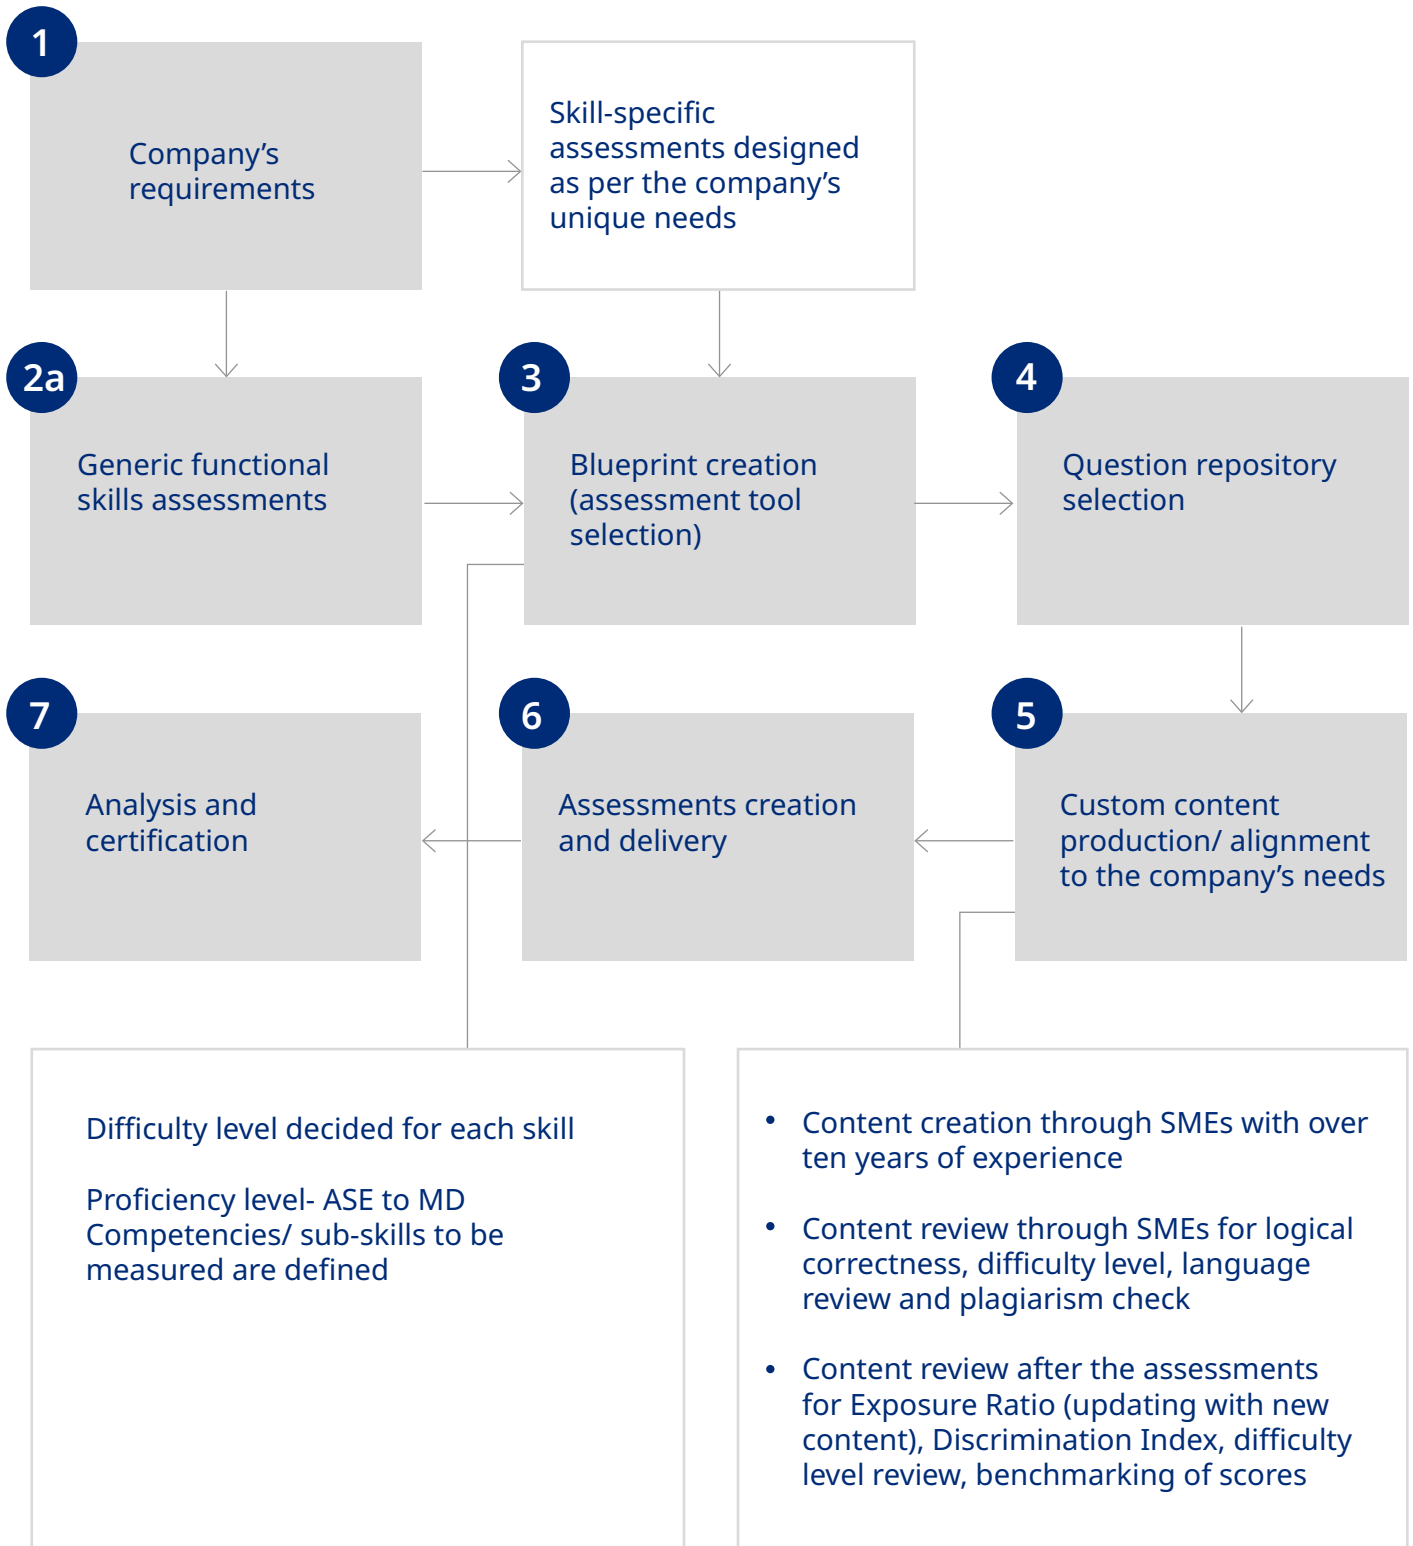 1
Company’s
requirements
Skill-specific
assessments designed
as per the company’s
unique needs
2a
Generic functional
skills assessments
3
Blueprint creation
(assessment tool
selection)
4
Question repository
selection
7
Analysis and
certification
6
Assessments creation
and delivery
5
Custom content
production/ alignment
to the company’s needs
Difficulty level decided for each skill
Proficiency level- ASE to MD
Competencies/ sub-skills to be
measured are defined
• Content creation through SMEs with over
ten years of experience
• Content review through SMEs for logical
correctness, difficulty level, language
review and plagiarism check
• Content review after the assessments
for Exposure Ratio (updating with new
content), Discrimination Index, difficulty
level review, benchmarking of scores